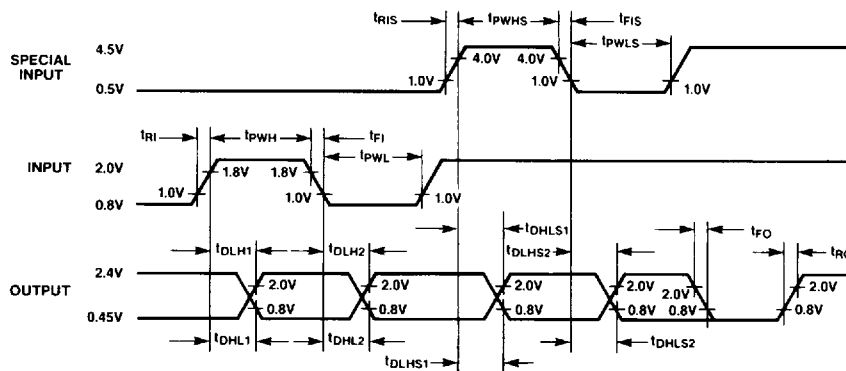 tRIS tPWHS tFIS
tPWLS
4.5V
SPECIAL INPUT
4.0V 4.0V
1.0V 1.0V 1.0V
0.5V
tRI tPWH tFI
tPWL
INPUT
2.0V
1.8V 1.8V
1.0V 1.0V 1.0V
0.8V
tDHLS1
tFO
tDLH1 tDLH2 tDLHS2
tRO
2.4V
OUTPUT
2.0V 2.0V 2.0V 2.0V 2.0V 2.0V
0.8V 0.8V 0.8V 0.8V 0.8V 0.8V
0.45V
tDHL1 tDHL2 tDHLS2
tDLHS1